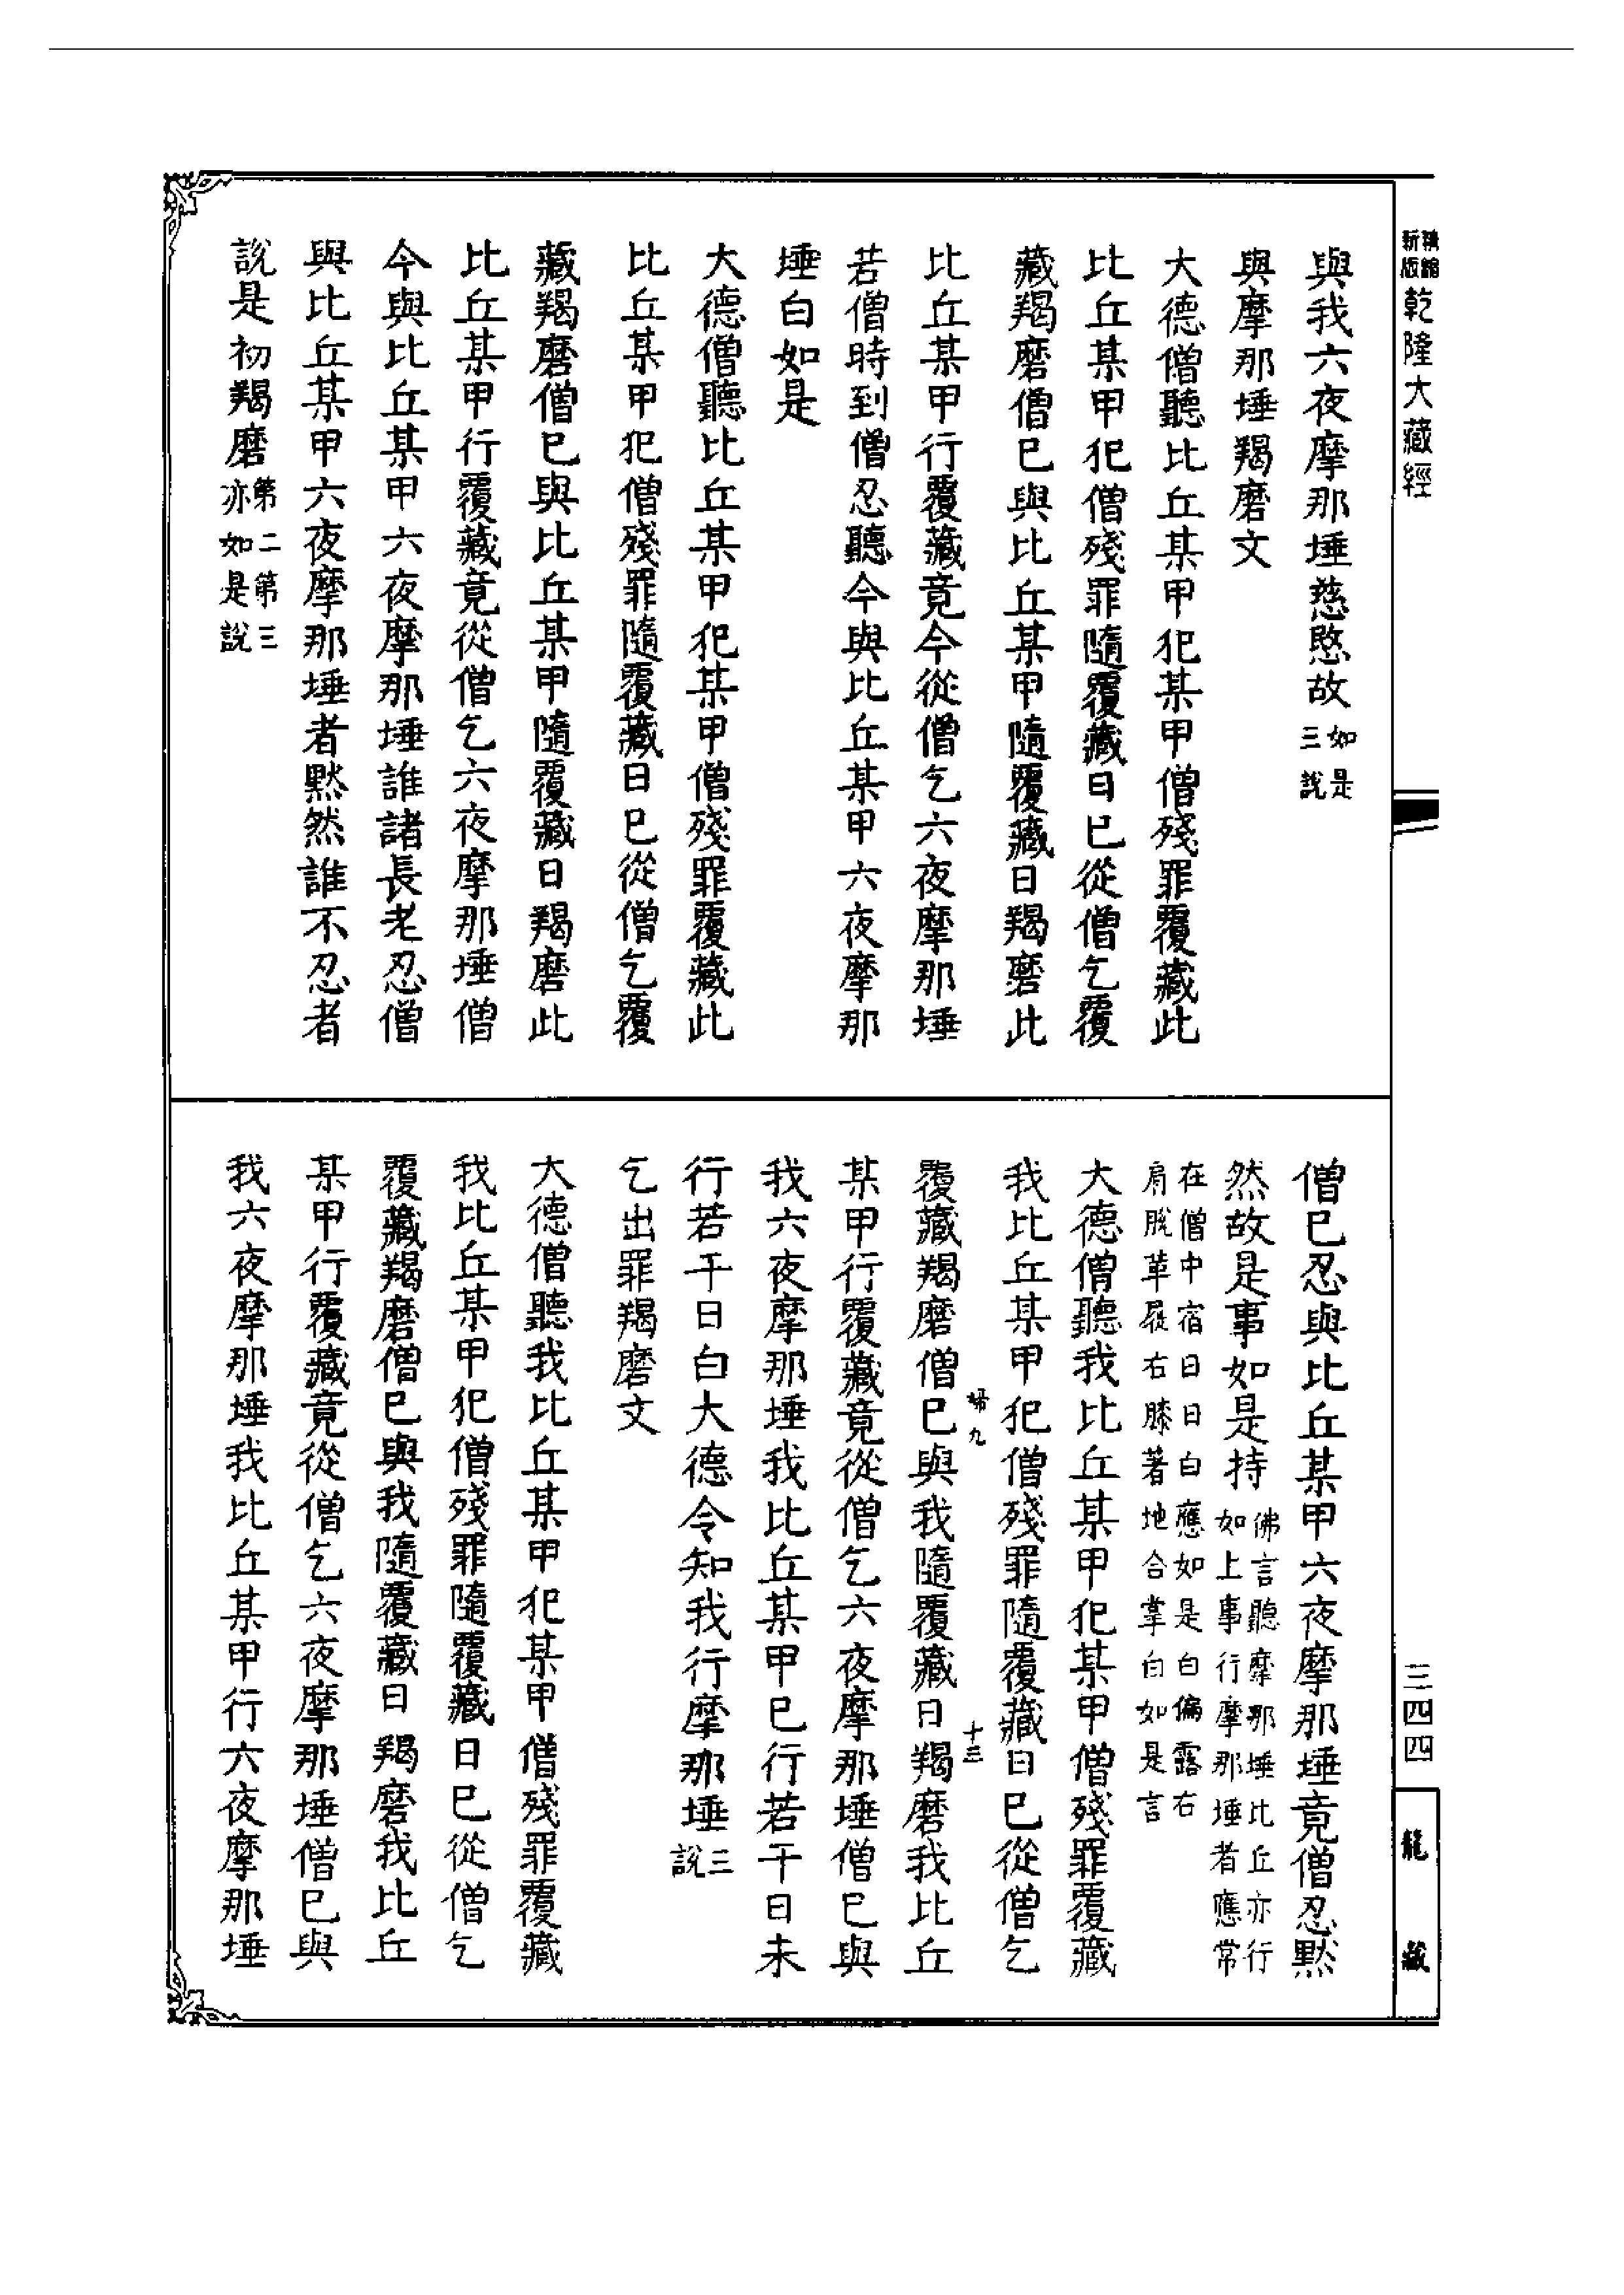 新版
乾隆大藏經
三四四
龍藏
與我六夜摩那埵慈愍故如是三說
與摩那埵羯磨文
大德僧聽比丘某甲犯某甲僧殘罪覆藏此
比丘某甲犯僧殘罪隨覆藏日巳從僧乞覆
藏羯磨僧巳與比丘某甲隨覆藏日羯磨此
比丘某甲行覆藏竟今從僧乞六夜摩那埵
若僧時到僧忍聽今與比丘某甲六夜摩那
埵白如是
大德僧聽比丘某甲犯某甲僧殘罪覆藏此
比丘某甲犯僧殘罪隨覆藏日巳從僧乞覆
藏羯磨僧巳與比丘某甲隨覆藏日羯磨此
比丘某甲行覆藏竟從僧乞六夜摩那埵僧
今與比丘某甲六夜摩那埵誰諸長老忍僧
與比丘某甲六夜摩那埵者默然誰不忍者
說是初羯磨第二第三亦如是說
僧巳忍與比丘某甲六夜摩那埵竟僧忍默
然故是事如是持佛言聽摩那埵比丘亦行如上事行摩那埵者應常
在僧中宿日日白應如是白偏露右肩脫革屣右膝著地合掌白如是言
大德僧聽我比丘某甲犯某甲僧殘罪覆藏
我比丘某甲犯僧殘罪隨覆藏日巳從僧乞
婦九 十三
覆藏羯磨僧巳與我隨覆藏日羯磨我比丘
某甲行覆藏竟從僧乞六夜摩那埵僧巳與
我六夜摩那埵我比丘某甲巳行若干日未
行若干日白大德令知我行摩那埵三說
乞出罪羯磨文
大德僧聽我比丘某甲犯某甲僧殘罪覆藏
我比丘某甲犯僧殘罪隨覆藏日巳從僧乞
覆藏羯磨僧巳與我隨覆藏日羯磨我比丘
某甲行覆藏竟從僧乞六夜摩那埵僧巳與
我六夜摩那埵我比丘某甲行六夜摩那埵